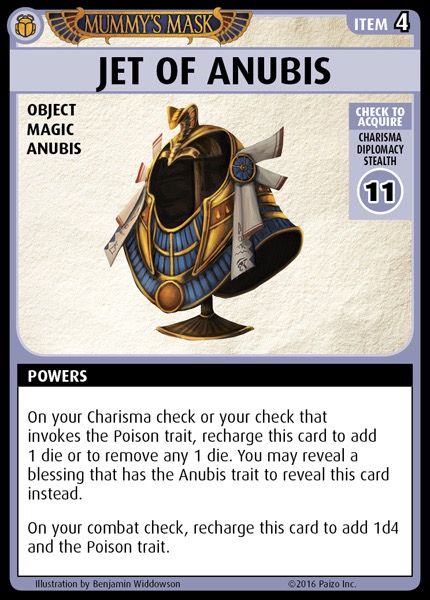 MUMMY'S MASK
ITEM 4
JET OF ANUBIS
OBJECT
MAGIC
ANUBIS
CHECK TO
ACQUIRE
CHARISMA
DIPLOMACY
STEALTH
11
POWERS
On your Charisma check or your check that
invokes the Poison trait, recharge this card to add
1 die or to remove any 1 die. You may reveal a
blessing that has the Anubis trait to reveal this card
instead.
On your combat check, recharge this card to add 1d4
and the Poison trait.
Illustration by Benjamin Widdowson
©2016 Paizo Inc.